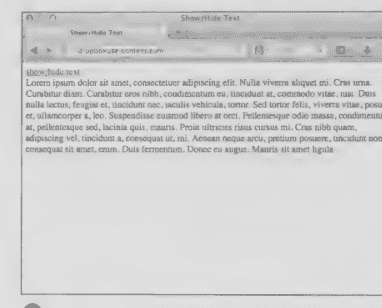 Show/Hide Text
Show/Hide Text
show/hide text
Lorem ipsum dolor sit amet, consectetuer adipiscing elit. Nulla viverra aliquet mi. Cras urna.
Curabitur diam. Curabitur eros nibh, condimentum eu, tincidunt at, commodo vitae, nisi. Duis
nulla lectus, feugiat et, tincidunt nec, iaculis vehicula, tortor. Sed tortor felis, viverra vitae, posu
et, ullamcorper a, leo. Suspendisse euismod libero at orci. Pellentesque odio massa, condimentu
at, pellentesque sed, lacinia quis, mauris. Proin ultricies risus cursus mi. Cras nibh quam,
adipiscing vel, tincidunt a, consequat ut, mi. Aenean neque arcu, pretium posuere, tincidunt non
consequat sit amet, enim. Duis fermentum. Donec eu augue. Mauris sit amet ligula